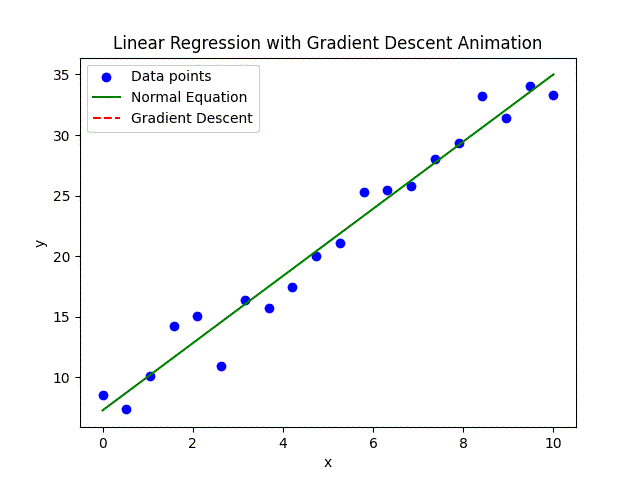 Linear Regression with Gradient Descent Animation
Data points
Normal Equation
Gradient Descent
35
30
25
20
15
10
y
0 2 4 6 8 10
x